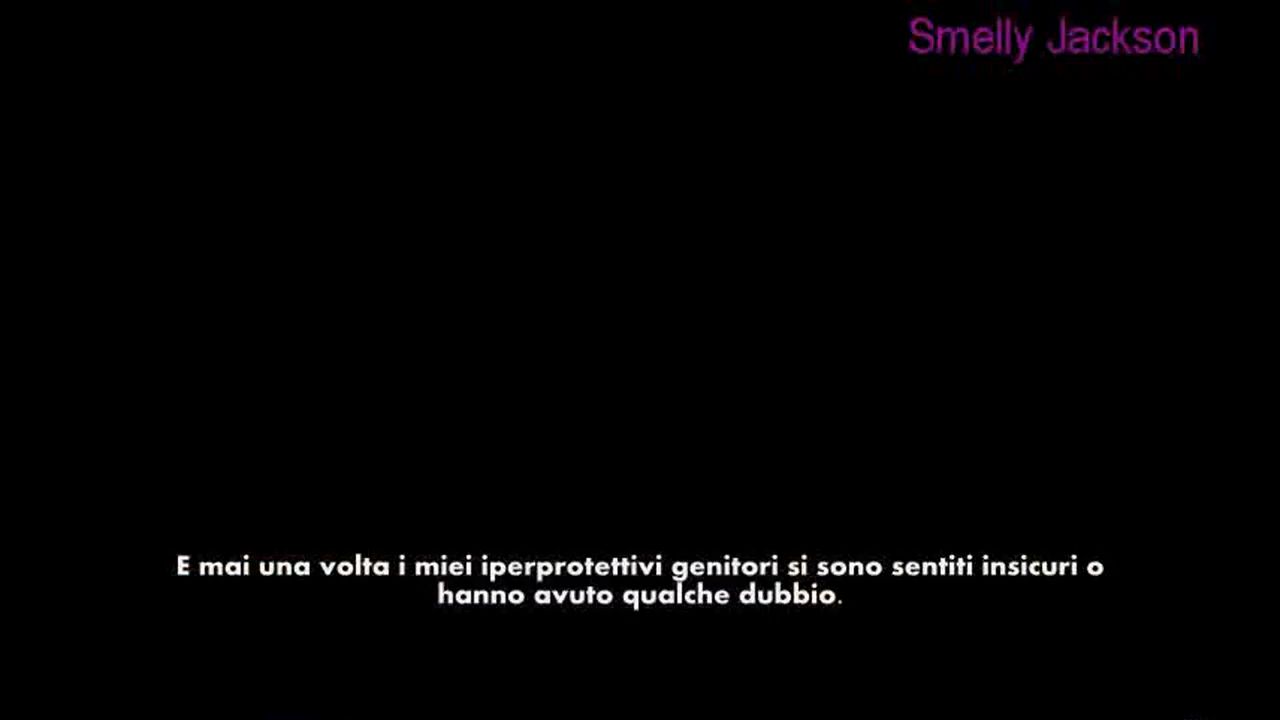 Smelly Jackson
E mai una volta i miei iperprotettivi genitori si sono sentiti insicuri o
hanno avuto qualche dubbio.